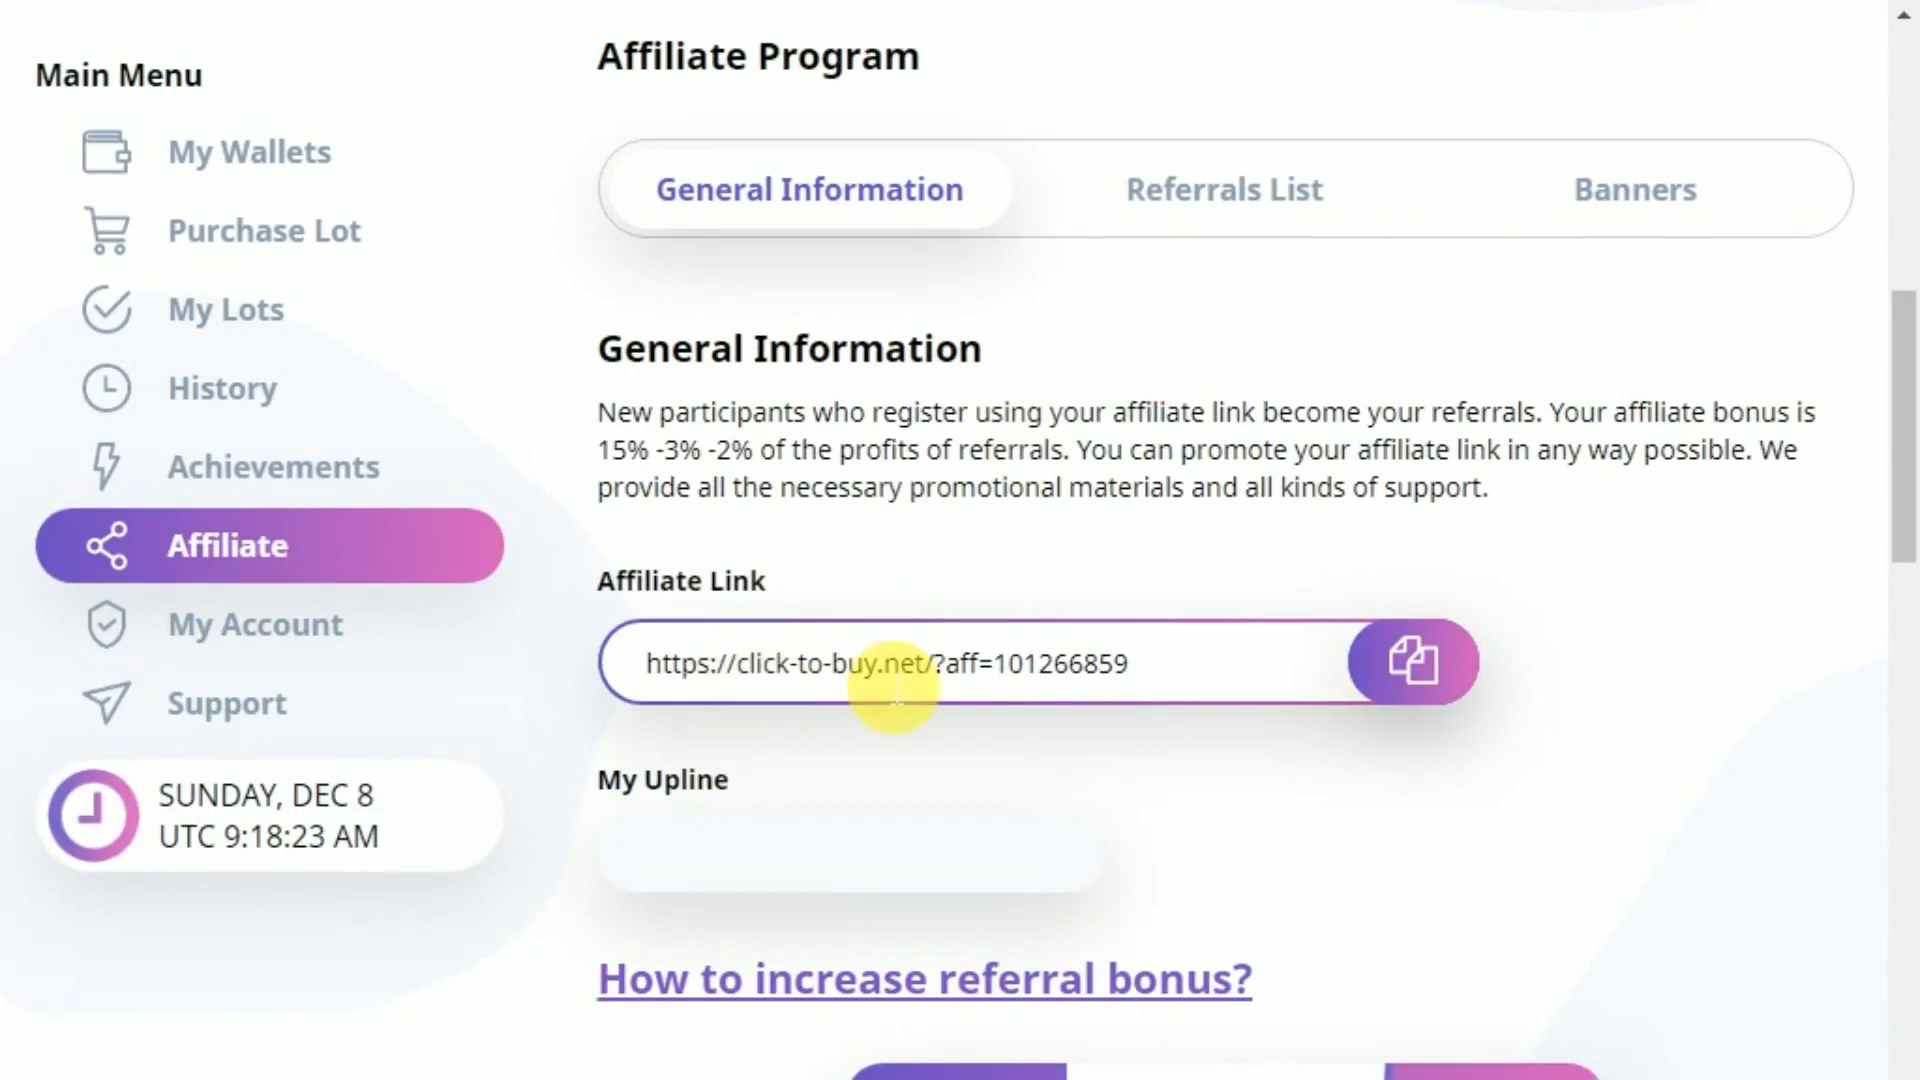 Main Menu
My Wallets
Purchase Lot
My Lots
History
Achievements
Affiliate
My Account
Support
SUNDAY, DEC 8
UTC 9:18:23 AM
Affiliate Program
General Information
Referrals List
Banners
General Information
New participants who register using your affiliate link become your referrals. Your affiliate bonus is
15% -3% -2% of the profits of referrals. You can promote your affiliate link in any way possible. We
provide all the necessary promotional materials and all kinds of support.
Affiliate Link
https://click-to-buy.net/?aff=101266859
My Upline
How to increase referral bonus?